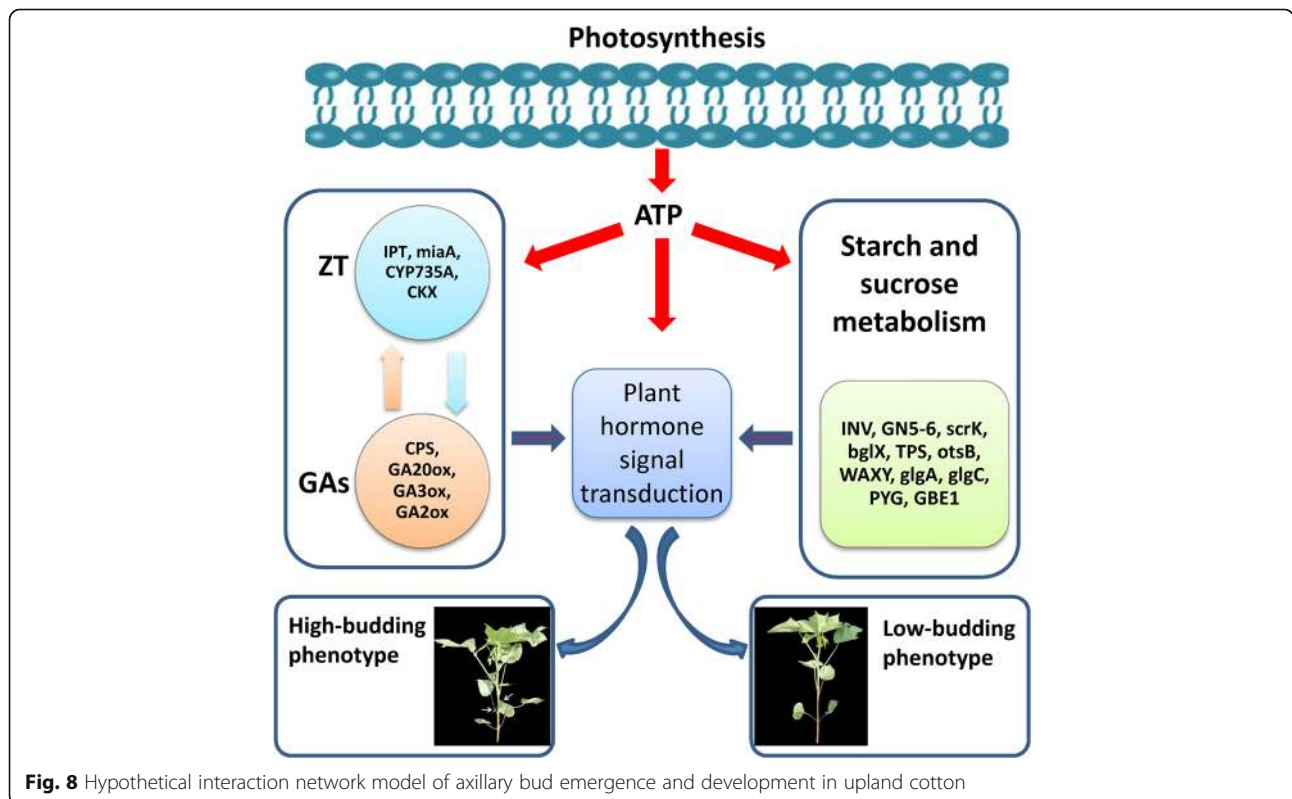 Photosynthesis
ATP
ZT
IPT, miaA,
CYP735A,
CKX
GAs
CPS,
GA20ox,
GA3ox,
GA2ox
Plant
hormone
signal
transduction
Starch and
sucrose
metabolism
INV, GN5-6, scrK,
bglX, TPS, otsB,
WAXY, glgA, glgC,
PYG, GBE1
High-budding
phenotype
Low-budding
phenotype
Fig. 8 Hypothetical interaction network model of axillary bud emergence and development in upland cotton